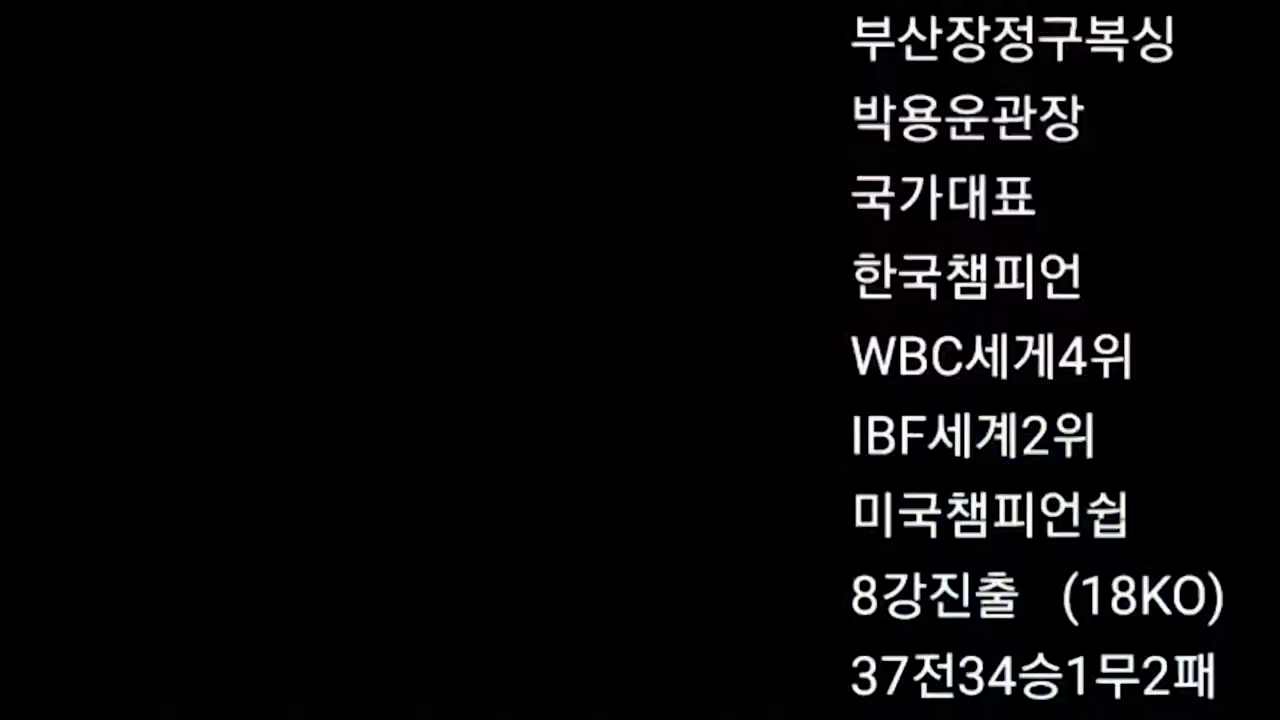 부산장정구복싱
박용운관장
국가대표
한국챔피언
WBC세게4위
IBF세계2위
미국챔피언쉽
8강진출 (18KO)
37전34승1무2패